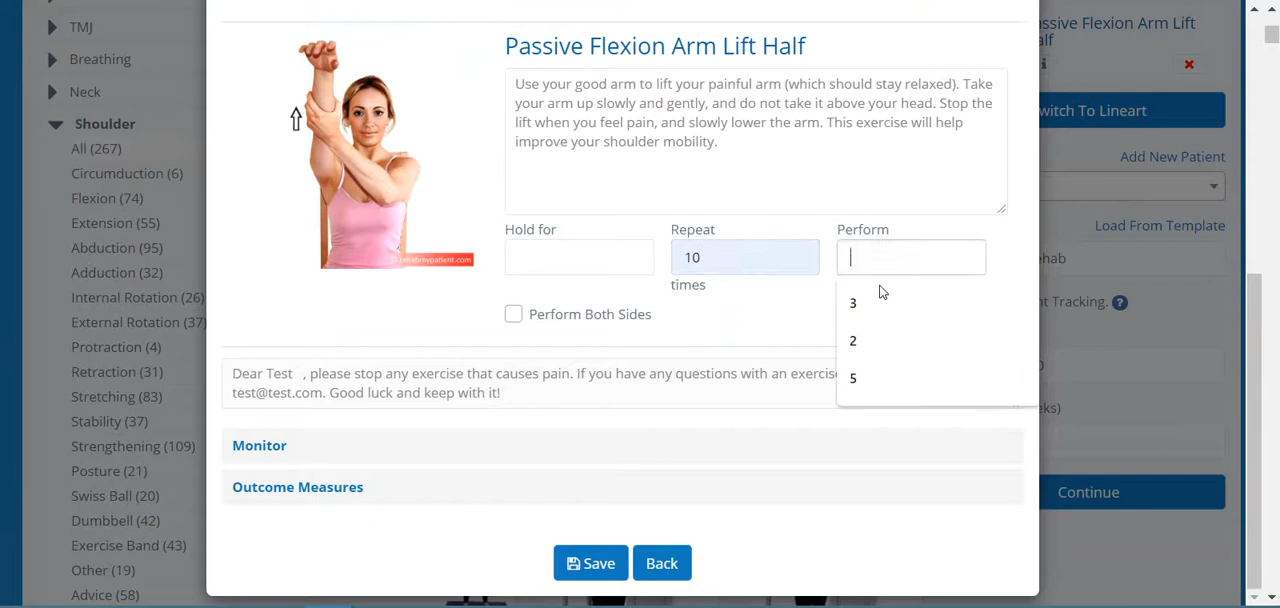 TMJ
Breathing
Neck
Shoulder
All (267)
Circumduction (6)
Flexion (74)
Extension (55)
Abduction (95)
Adduction (32)
Internal Rotation (26)
External Rotation (37)
Protraction (4)
Retraction (31)
Stretching (83)
Stability (37)
Strengthening (109)
Posture (21)
Swiss Ball (20)
Dumbbell (42)
Exercise Band (43)
Other (19)
Advice (58)
Passive Flexion Arm Lift Half
Use your good arm to lift your painful arm (which should stay relaxed). Take
your arm up slowly and gently, and do not take it above your head. Stop the
lift when you feel pain, and slowly lower the arm. This exercise will help
improve your shoulder mobility.
rehabmypatient.com
Hold for
Repeat
Perform
10
times
3
2
5
Perform Both Sides
Dear Test , please stop any exercise that causes pain. If you have any questions with an exercise
test@test.com. Good luck and keep with it!
Monitor
Outcome Measures
Save
Back
assive Flexion Arm Lift
alf
witch To Lineart
Add New Patient
Load From Template
ehab
nt Tracking.
eks)
Continue